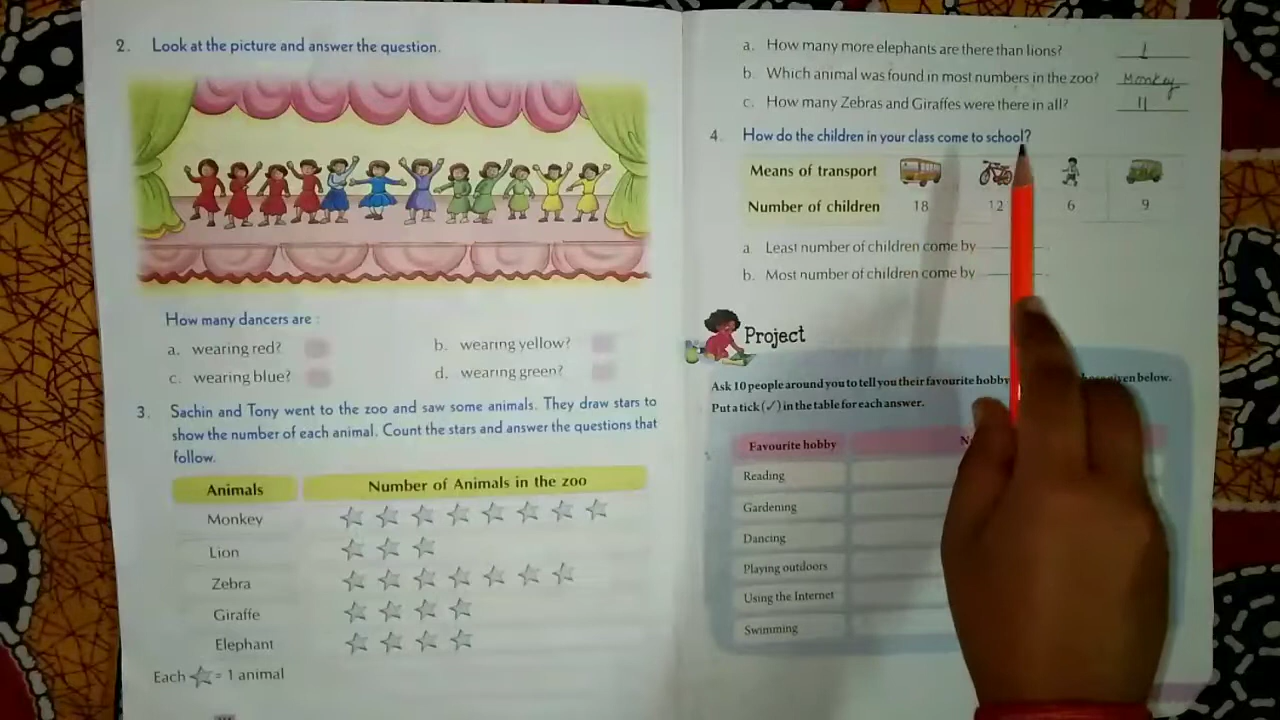 2. Look at the picture and answer the question.
How many dancers are :
a. wearing red?
b. wearing yellow?
c. wearing blue?
d. wearing green?
3. Sachin and Tony went to the zoo and saw some animals. They draw stars to
show the number of each animal. Count the stars and answer the questions that
follow.
Animals Number of Animals in the zoo
Monkey
Lion
Zebra
Giraffe
Elephant
Each = 1 animal
a. How many more elephants are there than lions? 1
b. Which animal was found in most numbers in the zoo? Monkey
c. How many Zebras and Giraffes were there in all? 11
4. How do the children in your class come to school?
Means of transport
Number of children 18 12 6 9
a. Least number of children come by
b. Most number of children come by
Project
Ask 10 people around you to tell you their favourite hobby given below.
Put a tick (✓) in the table for each answer.
Favourite hobby
Reading
Gardening
Dancing
Playing outdoors
Using the Internet
Swimming